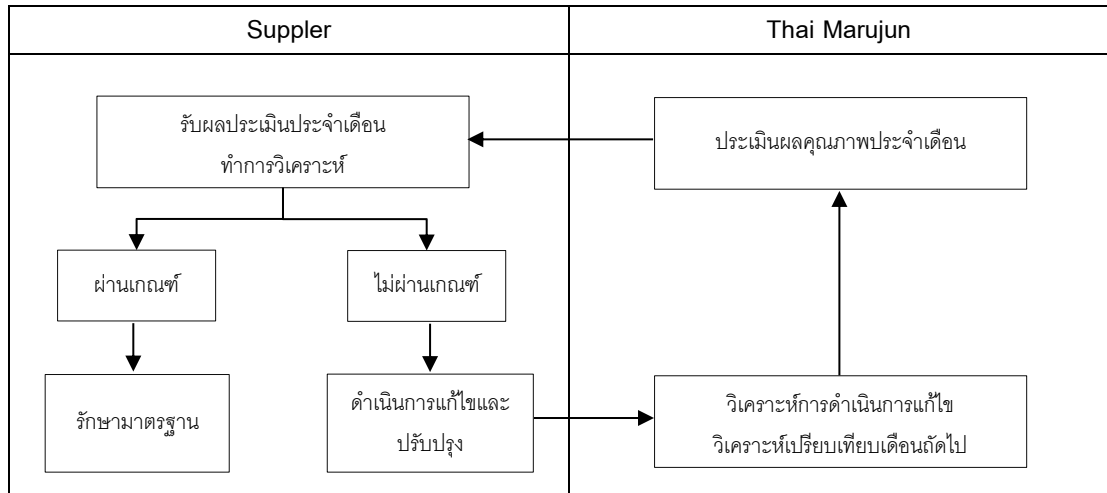 Suppler
Thai Marujun
รับผลประเมินประจำเดือน
ทำการวิเคราะห์
ประเมินผลคุณภาพประจำเดือน
ผ่านเกณฑ์
ไม่ผ่านเกณฑ์
รักษามาตรฐาน
ดำเนินการแก้ไขและ
ปรับปรุง
วิเคราะห์การดำเนินการแก้ไข
วิเคราะห์เปรียบเทียบเดือนถัดไป